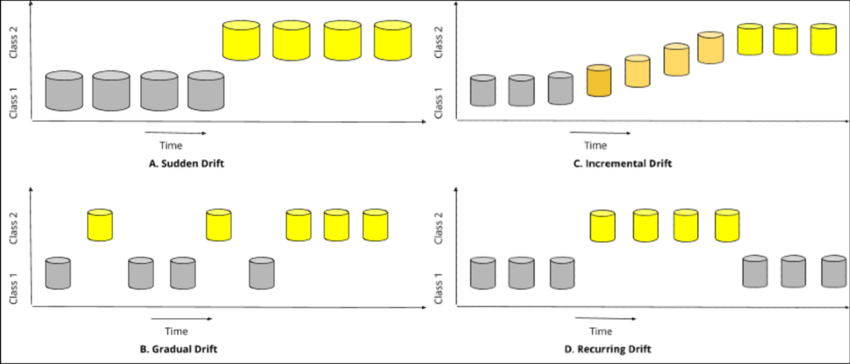 Class 2
Class 1
Time
A. Sudden Drift
Class 2
Class 1
Time
C. Incremental Drift
Class 2
Class 1
Time
B. Gradual Drift
Class 2
Class 1
Time
D. Recurring Drift